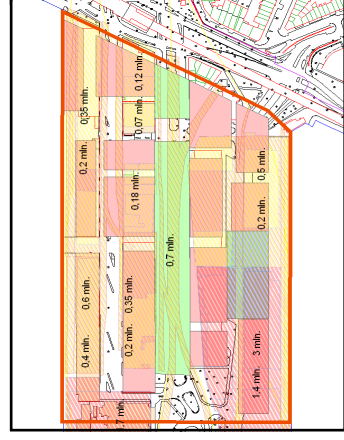 0,35 mln.
0,12 mln.
0,07 mln.
0,2 mln.
0,18 mln.
0,5 mln.
0,2 mln.
0,7 mln.
0,6 mln.
0,35 mln.
0,4 mln.
0,2 mln.
3 mln.
1,4 mln.